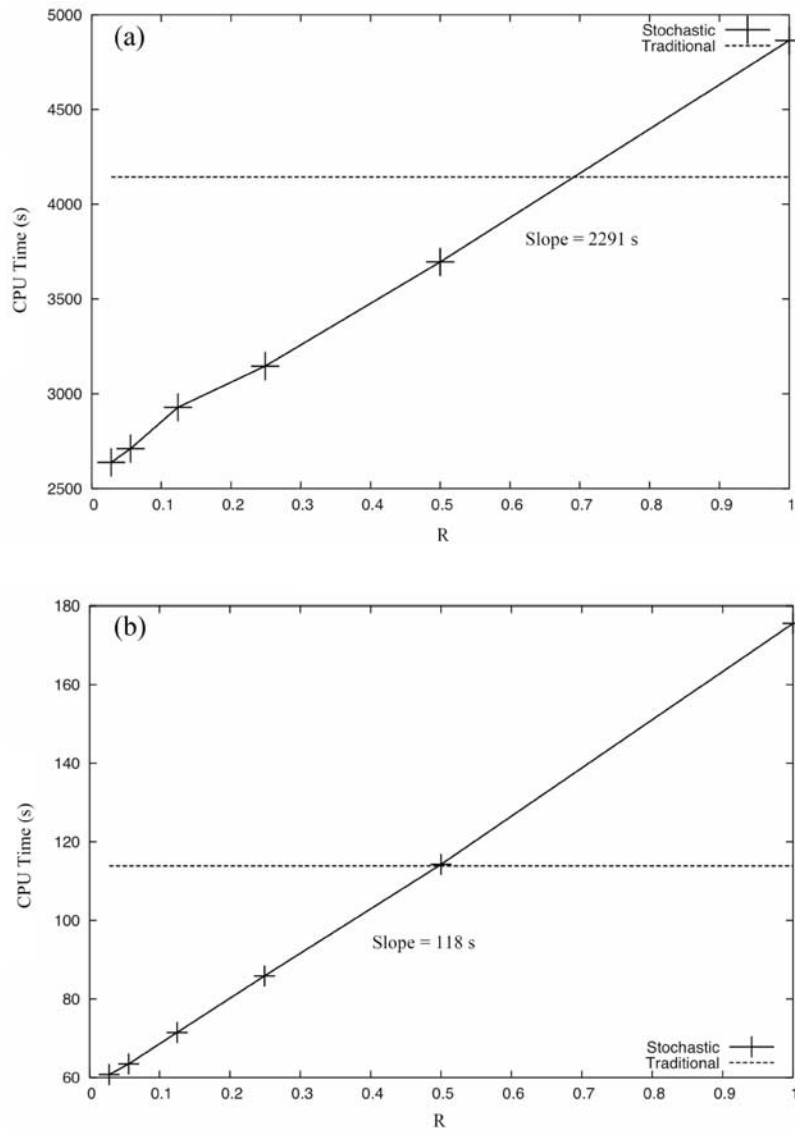 (a)
Stochastic
Traditional
5000
4500
4000
3500
3000
2500
CPU Time (s)
Slope = 2291 s
0 0.1 0.2 0.3 0.4 0.5 0.6 0.7 0.8 0.9 1
R
(b)
180
160
140
120
100
80
60
CPU Time (s)
Slope = 118 s
Stochastic
Traditional
0 0.1 0.2 0.3 0.4 0.5 0.6 0.7 0.8 0.9 1
R